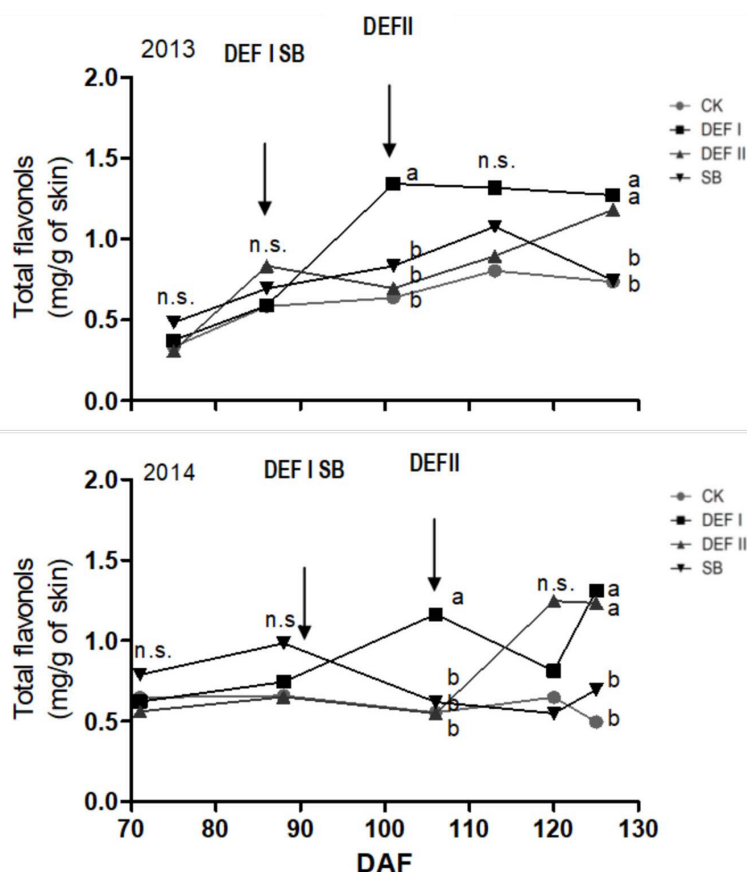 DEFII
2013
DEF I SB
2.0
1.5
1.0
0.5
0.0
Total flavonols
(mg/g of skin)
n.s.
n.s.
a
b
b
b
n.s.
a
a
b
b
CK
DEF I
DEF II
SB
2014
DEF I SB
DEFII
2.0
1.5
1.0
0.5
0.0
Total flavonols
(mg/g of skin)
n.s.
n.s
a
b
b
b
n.s.
a
a
b
b
CK
DEF I
DEF II
SB
70 80 90 100 110 120 130
DAF